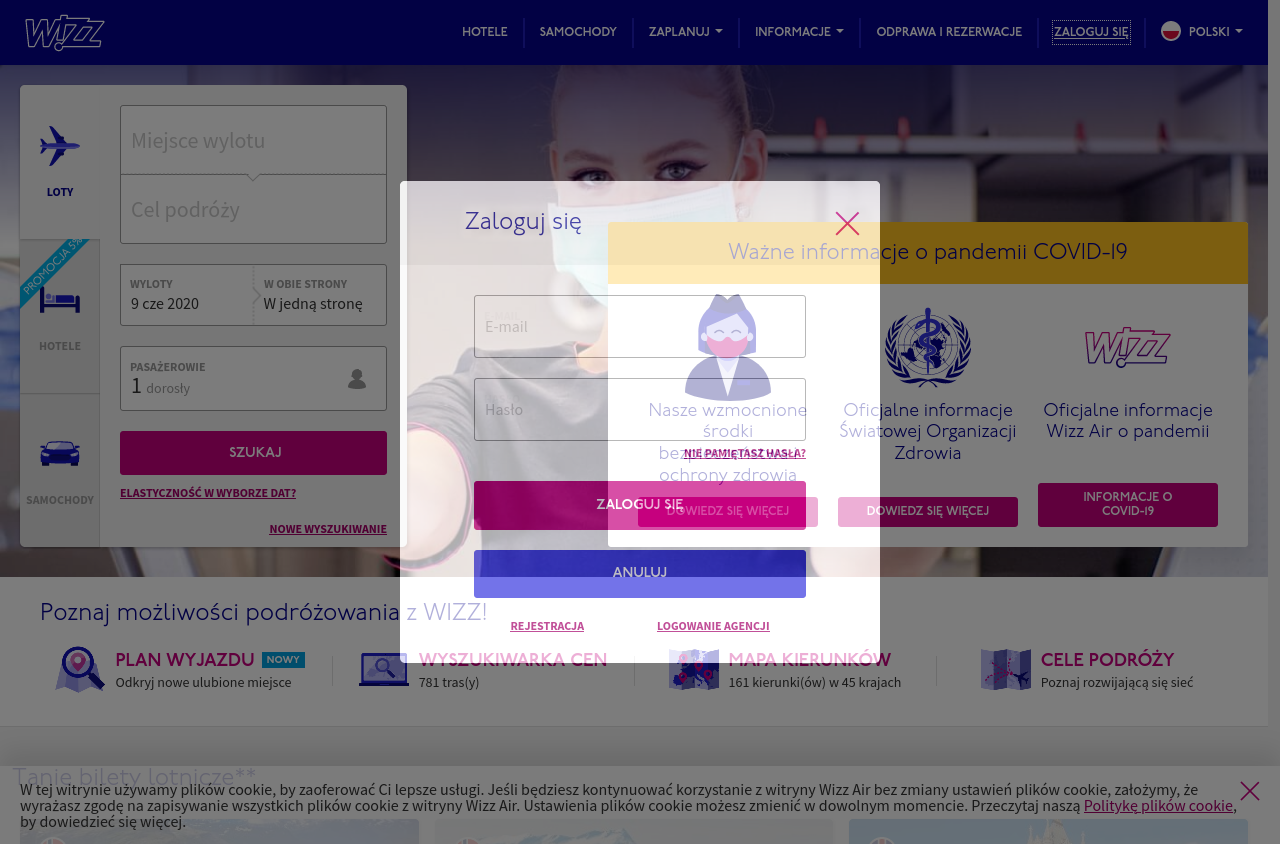 WIZZ
HOTELE
SAMOCHODY
ZAPLANUJ
INFORMACJE
ODPRAWA I REZERWACJE
ZALOGUJ SIĘ
POLSKI
LOTY
PROMOCJA 5%
HOTELE
SAMOCHODY
Miejsce wylotu
Cel podróży
WYLOTY
9 cze 2020
W OBIE STRONY
W jedną stronę
PASAŻEROWIE
1 dorosły
SZUKAJ
ELASTYCZNOŚĆ W WYBORZE DAT?
NOWE WYSZUKIWANIE
Zaloguj się
E-mail
Hasło
NIE PAMIĘTASZ HASŁA?
ZALOGUJ SIĘ
ANULUJ
REJESTRACJA
LOGOWANIE AGENCJI
Ważne informacje o pandemii COVID-19
Nasze wzmocnione
środki
ochrony zdrowia
DOWIEDZ SIĘ WIĘCEJ
Oficjalne informacje
Światowej Organizacji
Zdrowia
DOWIEDZ SIĘ WIĘCEJ
WIZZ
Oficjalne informacje
Wizz Air o pandemii
INFORMACJE O
COVID-19
Poznaj możliwości podróżowania z WIZZ!
PLAN WYJAZDU NOWY
Odkryj nowe ulubione miejsce
WYSZUKIWARKA CEN
781 tras(y)
MAPA KIERUNKÓW
161 kierunki(ów) w 45 krajach
CELE PODRÓŻY
Poznaj rozwijającą się sieć
Tanie bilety lotnicze**
W tej witrynie używamy plików cookie, by zaoferować Ci lepsze usługi. Jeśli będziesz kontynuować korzystanie z witryny Wizz Air bez zmiany ustawień plików cookie, założymy, że
wyrażasz zgodę na zapisywanie wszystkich plików cookie z witryny Wizz Air. Ustawienia plików cookie możesz zmienić w dowolnym momencie. Przeczytaj naszą Politykę plików cookie,
by dowiedzieć się więcej.